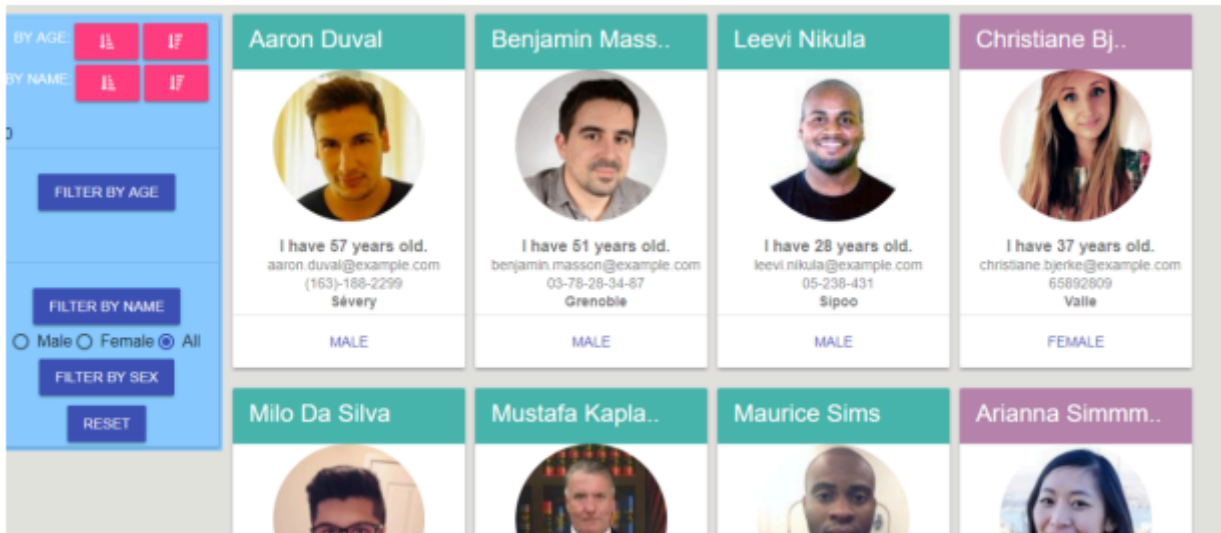 BY AGE:
BY NAME:
0
FILTER BY AGE
FILTER BY NAME
Male Female All
FILTER BY SEX
RESET
Aaron Duval
I have 57 years old.
aaron.duval@example.com
(163)-188-2299
Sévery
MALE
Benjamin Mass..
I have 51 years old.
benjamin.masson@example.com
03-78-28-34-87
Grenoble
MALE
Leevi Nikula
I have 28 years old.
leevi.nikula@example.com
05-238-431
Sipoo
MALE
Christiane Bj..
I have 37 years old.
christiane.bjerke@example.com
65892809
Valle
FEMALE
Milo Da Silva
Mustafa Kapla..
Maurice Sims
Arianna Simmm..